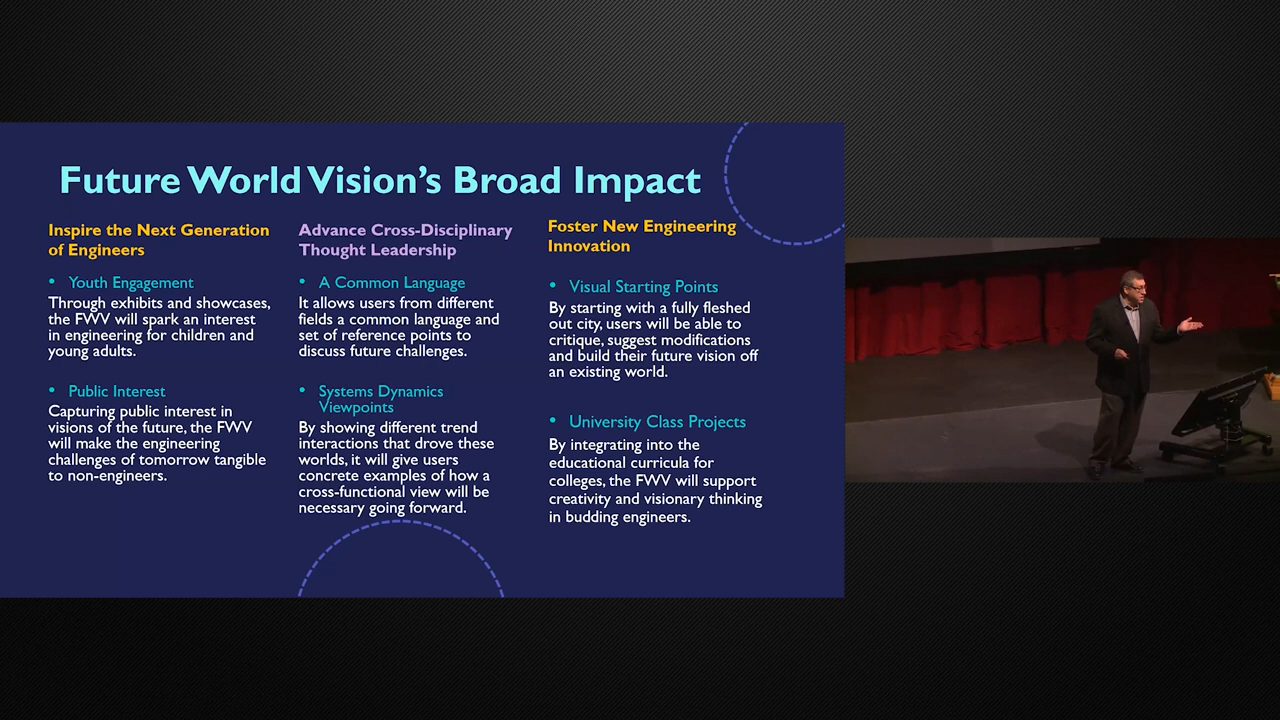 Future World Vision's Broad Impact
Inspire the Next Generation
of Engineers
• Youth Engagement
Through exhibits and showcases,
the FWV will spark an interest
in engineering for children and
young adults.
• Public Interest
Capturing public interest in
visions of the future, the FWV
will make the engineering
challenges of tomorrow tangible
to non-engineers.
Advance Cross-Disciplinary
Thought Leadership
• A Common Language
It allows users from different
fields a common language and
set of reference points to
discuss future challenges.
• Systems Dynamics
Viewpoints
By showing different trend
interactions that drove these
worlds, it will give users
concrete examples of how a
cross-functional view will be
necessary going forward.
Foster New Engineering
Innovation
• Visual Starting Points
By starting with a fully fleshed
out city, users will be able to
critique, suggest modifications
and build their future vision off
an existing world.
• University Class Projects
By integrating into the
educational curricula for
colleges, the FWV will support
creativity and visionary thinking
in budding engineers.